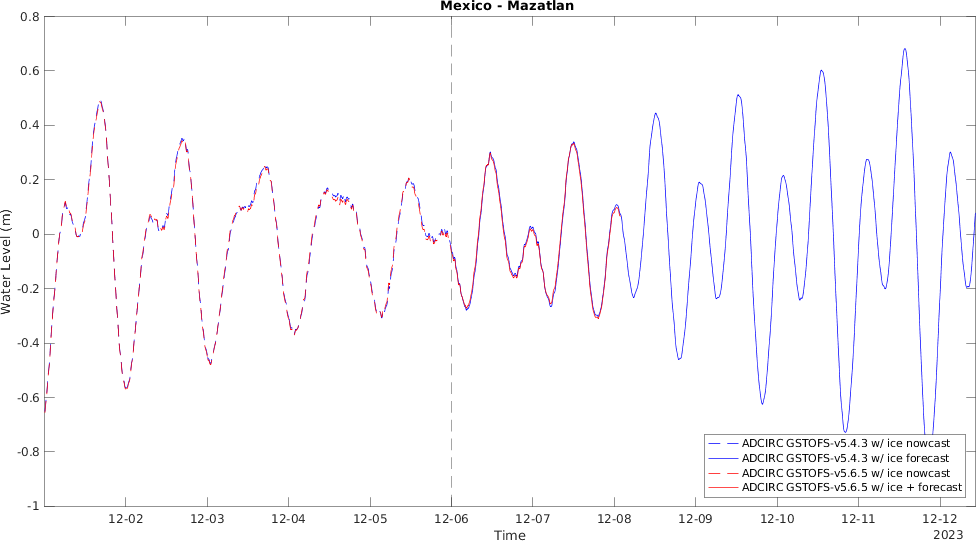 Mexico - Mazatlan
0.8
0.6
0.4
0.2
0
-0.2
-0.4
-0.6
-0.8
-1
Water Level (m)
ADCIRC GSTOFS-v5.4.3 w/ ice nowcast
ADCIRC GSTOFS-v5.4.3 w/ ice forecast
ADCIRC GSTOFS-v5.6.5 w/ ice nowcast
ADCIRC GSTOFS-v5.6.5 w/ ice + forecast
12-02 12-03 12-04 12-05 12-06 12-07 12-08 12-09 12-10 12-11 12-12
Time
2023